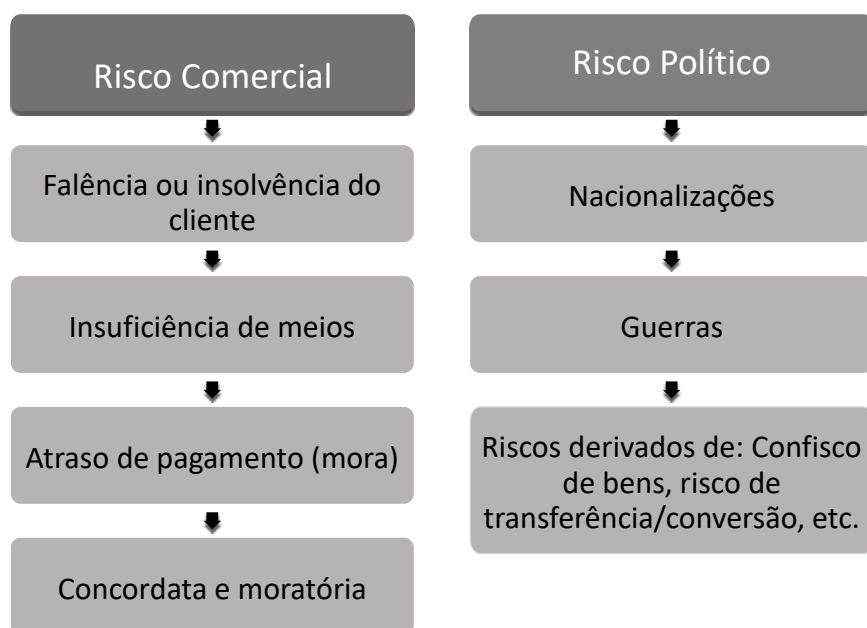 Risco Comercial
Falência ou insolvência do
cliente
Insuficiência de meios
Atraso de pagamento (mora)
Concordata e moratória
Risco Político
Nacionalizações
Guerras
Riscos derivados de: Confisco
de bens, risco de
transferência/conversão, etc.